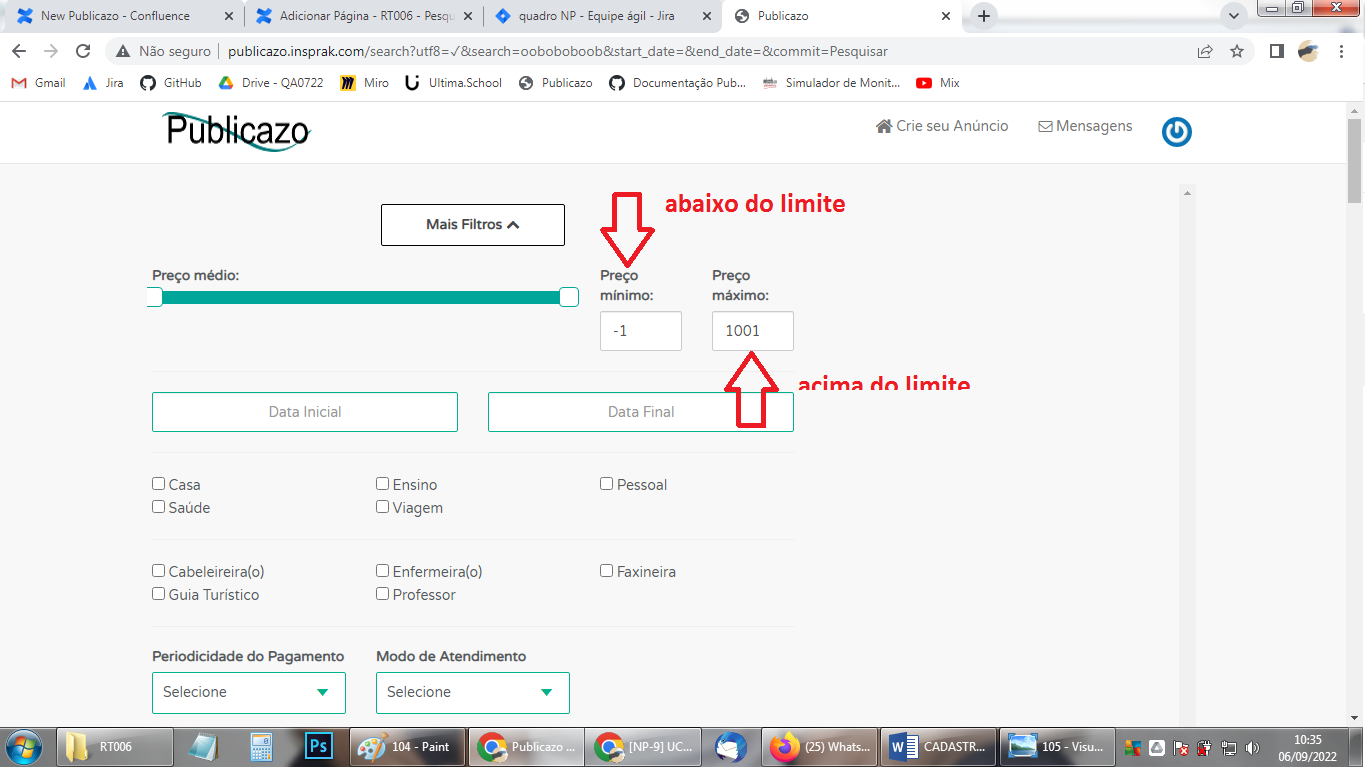 New Publicazo - Confluence
Adicionar Página - RT006 - Pesqu
quadro NP - Equipe ágil - Jira
Publicazo
Não seguro
publicazo.insprak.com/search?utf8=✓&search=ooboboboob&start_date=&end_date=&commit=Pesquisar
Gmail
Jira
GitHub
Drive - QA0722
Miro
Ultima.School
Publicazo
Documentação Pub...
Simulador de Monit...
Mix
Publicazo
Crie seu Anúncio
Mensagens
abaixo do limite
Mais Filtros
Preço médio:
Preço
mínimo:
Preço
máximo:
-1
1001
acima do limite
Data Inicial
Data Final
Casa
Ensino
Pessoal
Saúde
Viagem
Cabeleireira(o)
Enfermeira(o)
Faxineira
Guia Turístico
Professor
Periodicidade do Pagamento
Modo de Atendimento
Selecione
Selecione
RT006
Ps
104 - Paint
Publicazo ...
[NP-9] UC...
(25) Whats...
CADASTR...
105 - Visu...
10:35
06/09/2022